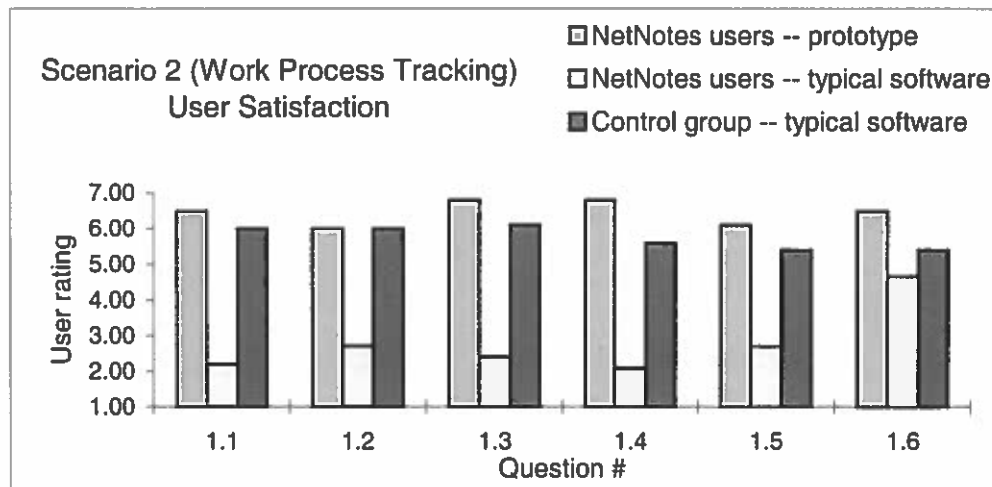 Scenario 2 (Work Process Tracking)
User Satisfaction
NetNotes users -- prototype
NetNotes users -- typical software
Control group -- typical software
User rating
7.00
6.00
5.00
4.00
3.00
2.00
1.00
1.1 1.2 1.3 1.4 1.5 1.6
Question #